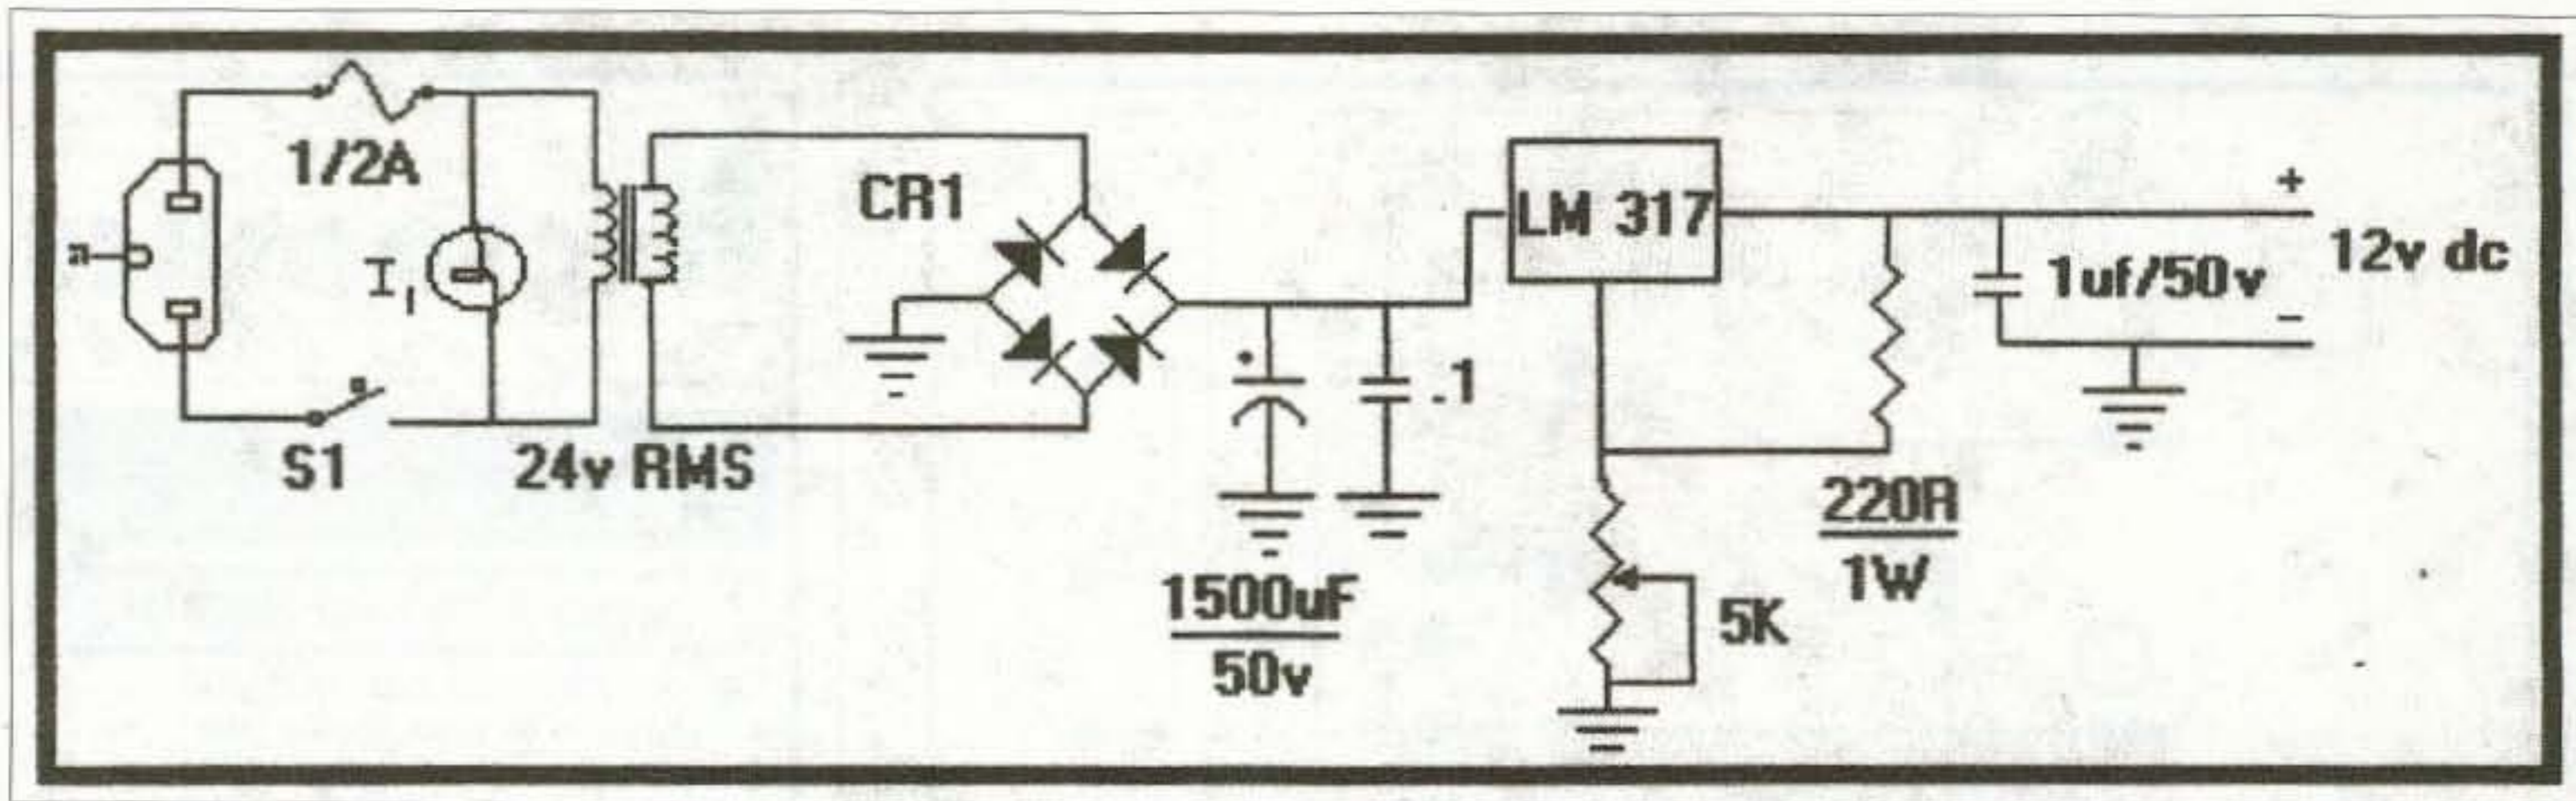 1/2A
I1
S1
24v RMS
CR1
1500uF
50v
.1
LM 317
5K
220R
1W
1uf/50v
+
12v dc
−